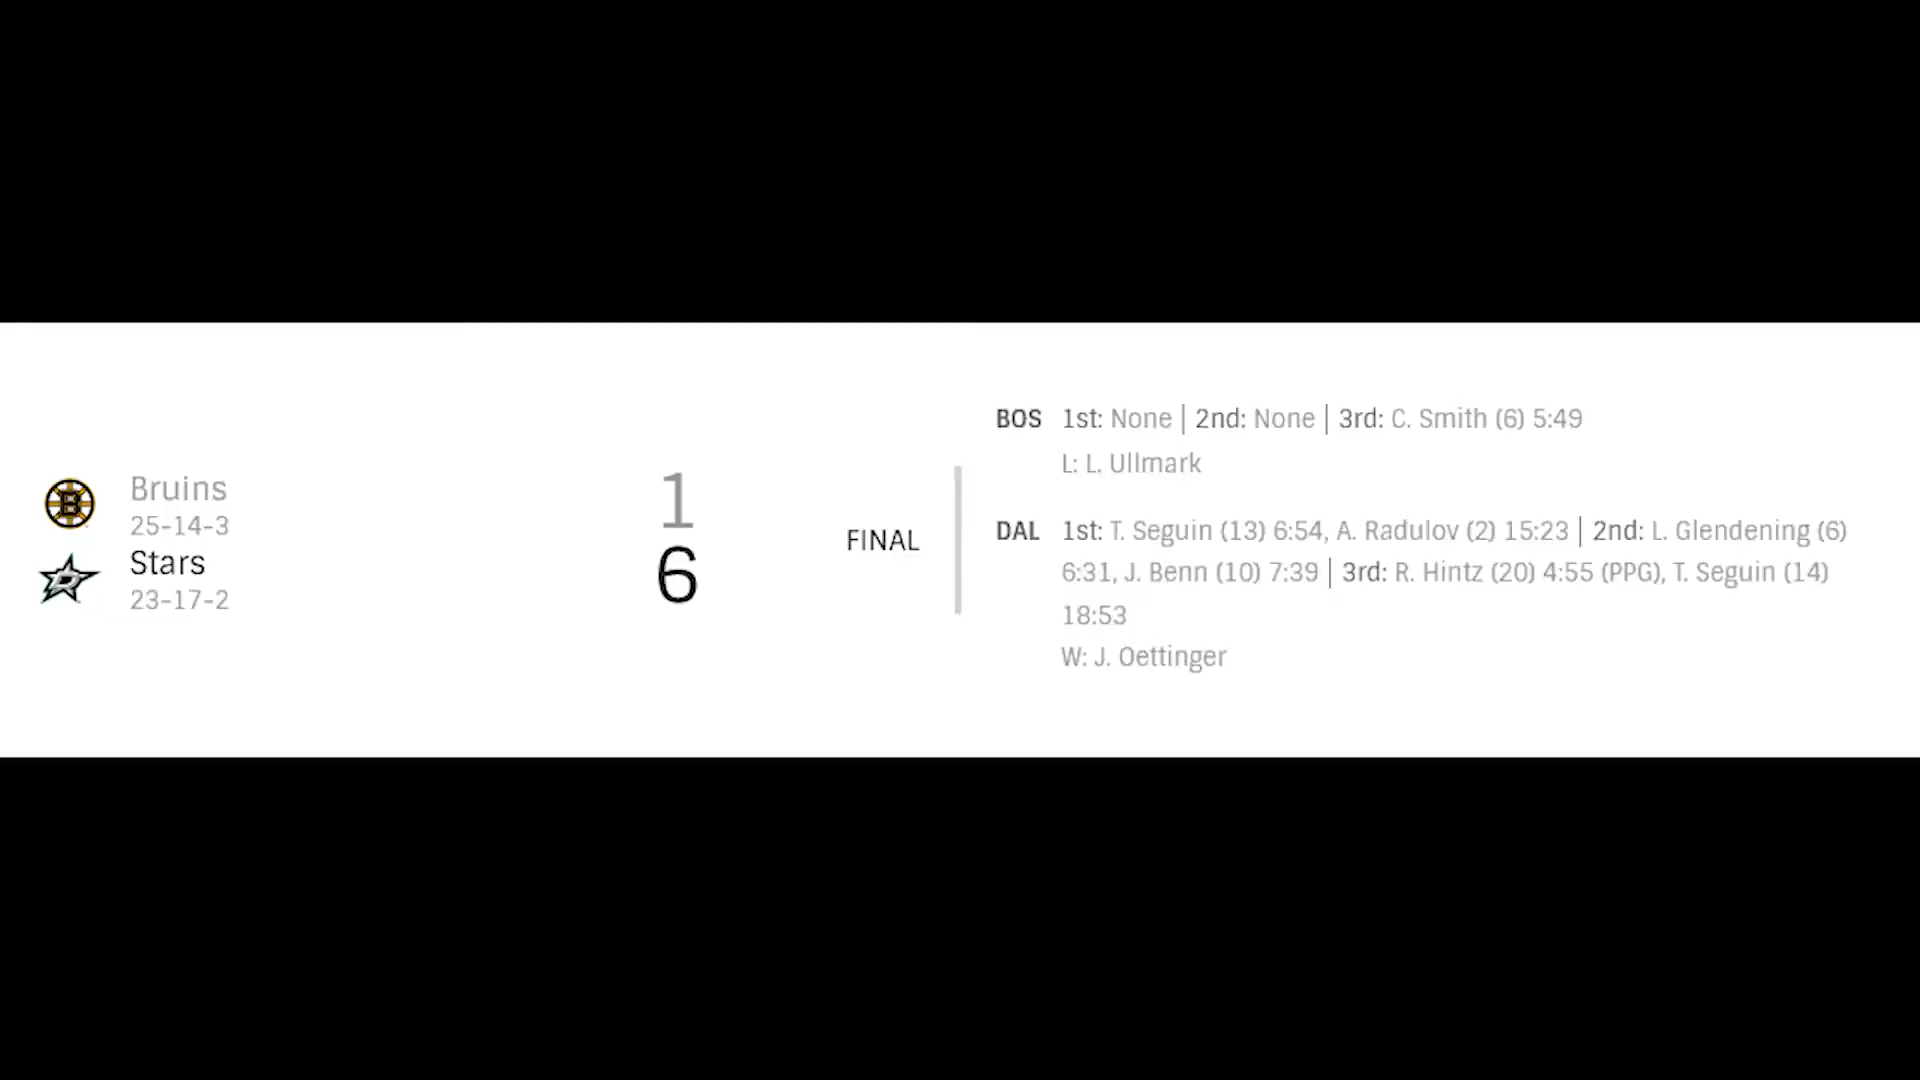 Bruins
25-14-3
1
Stars
23-17-2
6
FINAL
BOS 1st: None | 2nd: None | 3rd: C. Smith (6) 5:49
L: L. Ullmark
DAL 1st: T. Seguin (13) 6:54, A. Radulov (2) 15:23 | 2nd: L. Glendening (6)
6:31, J. Benn (10) 7:39 | 3rd: R. Hintz (20) 4:55 (PPG), T. Seguin (14)
18:53
W: J. Oettinger